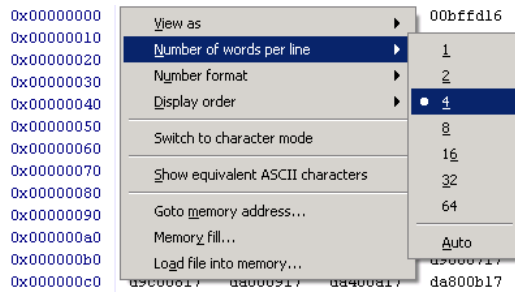 0x00000000 00bffd16
0x00000010
0x00000020
0x00000030
0x00000040
0x00000050
0x00000060
0x00000070
0x00000080
0x00000090
0x000000a0
0x000000b0
0x000000c0 da800b17
View as
Number of words per line
Number format
Display order
Switch to character mode
Show equivalent ASCII characters
Goto memory address...
Memory fill...
Load file into memory...
1
2
4
8
16
32
64
Auto